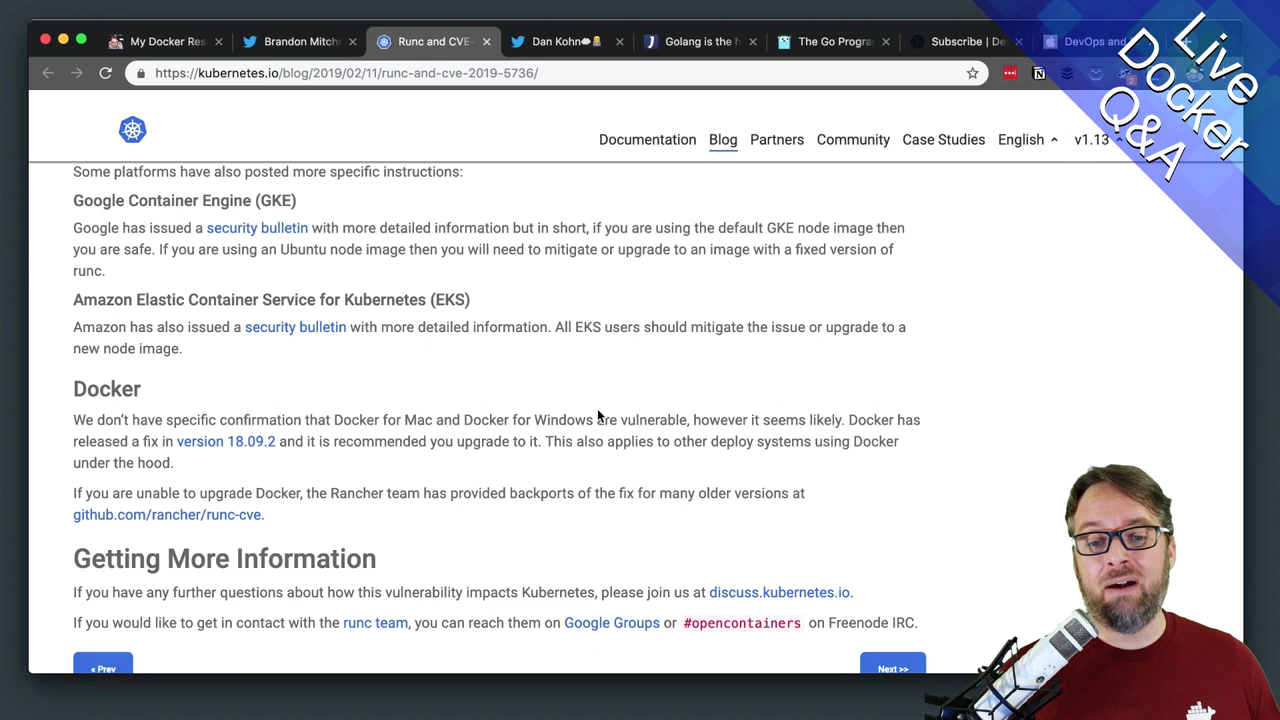 My Docker Res
Brandon Mitch
Runc and CVE-
Dan Kohn
Golang is the h
The Go Progra
Subscribe | De
DevOps and
Live
Docker
Q&A
https://kubernetes.io/blog/2019/02/11/runc-and-cve-2019-5736/
Documentation Blog Partners Community Case Studies English v1.13
Some platforms have also posted more specific instructions:
Google Container Engine (GKE)
Google has issued a security bulletin with more detailed information but in short, if you are using the default GKE node image then
you are safe. If you are using an Ubuntu node image then you will need to mitigate or upgrade to an image with a fixed version of
runc.
Amazon Elastic Container Service for Kubernetes (EKS)
Amazon has also issued a security bulletin with more detailed information. All EKS users should mitigate the issue or upgrade to a
new node image.
Docker
We don't have specific confirmation that Docker for Mac and Docker for Windows are vulnerable, however it seems likely. Docker has
released a fix in version 18.09.2 and it is recommended you upgrade to it. This also applies to other deploy systems using Docker
under the hood.
If you are unable to upgrade Docker, the Rancher team has provided backports of the fix for many older versions at
github.com/rancher/runc-cve.
Getting More Information
If you have any further questions about how this vulnerability impacts Kubernetes, please join us at discuss.kubernetes.io.
If you would like to get in contact with the runc team, you can reach them on Google Groups or #opencontainers on Freenode IRC.
« Prev
Next >>